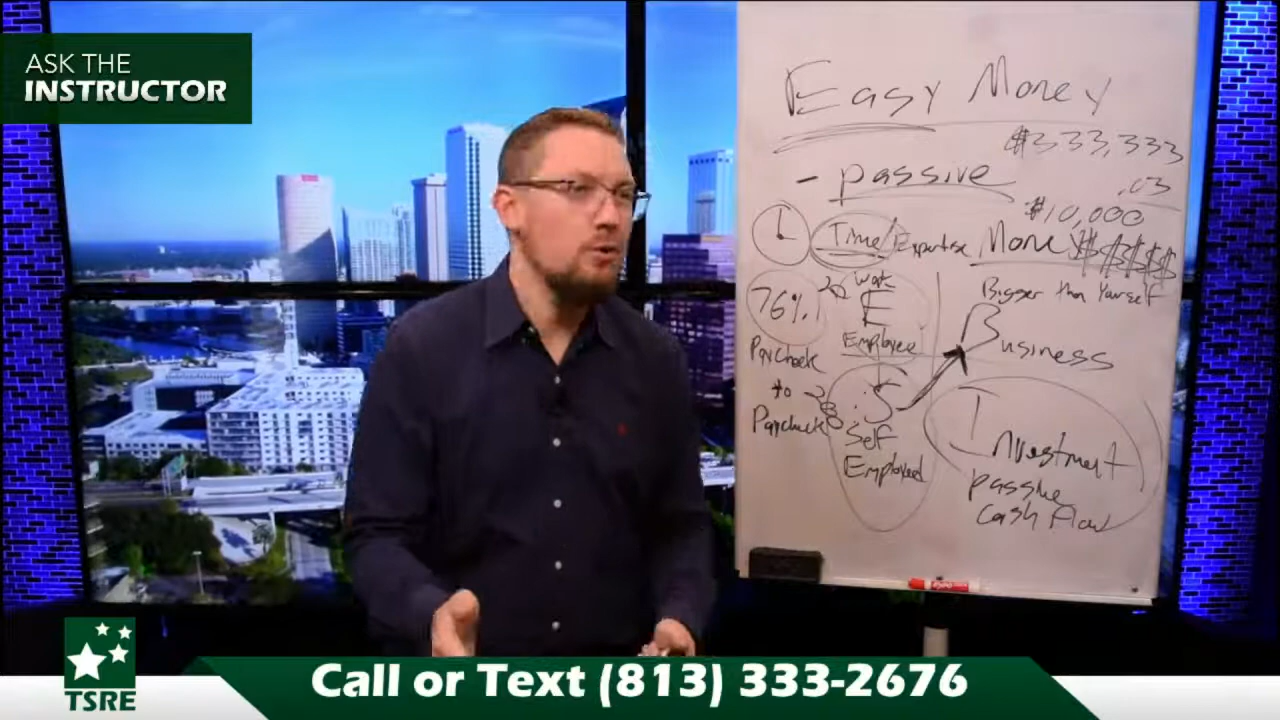 ASK THE
INSTRUCTOR
Easy Money
$333,333
- passive
.03
$10,000
Time/Expertise Money $$$$$
76%
Work
Bigger than Yourself
E
Employee
Business
Paycheck
to
Paycheck
S
Self
Employed
Investment
passive
Cash Flow
TSRE
Call or Text (813) 333-2676